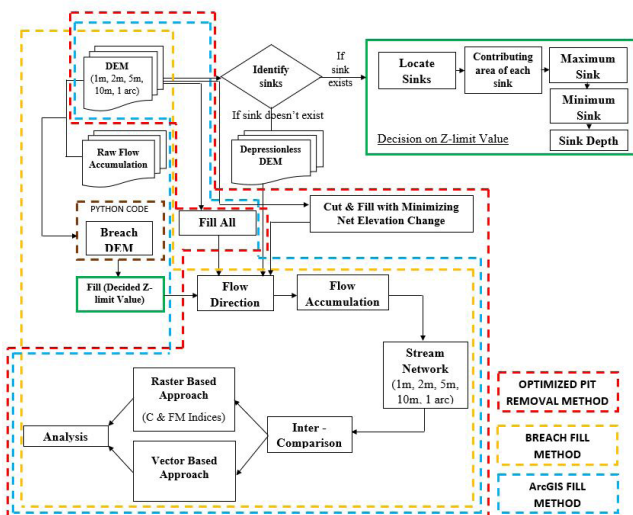 DEM
(1m, 2m, 5m,
10m, 1 arc)
Identify
sinks
If
sink
exists
Locate
Sinks
Contributing
area of each
sink
Maximum
Sink
Minimum
Sink
Sink Depth
Decision on Z-limit Value
If sink doesn't exist
Raw Flow
Accumulation
Depressionless
DEM
PYTHON CODE
Breach
DEM
Fill All
Cut & Fill with Minimizing
Net Elevation Change
Fill (Decided Z-
limit Value)
Flow
Direction
Flow
Accumulation
Stream
Network
(1m, 2m, 5m,
10m, 1 arc)
Raster Based
Approach
(C & FM Indices)
Inter -
Comparison
Analysis
Vector Based
Approach
OPTIMIZED PIT
REMOVAL METHOD
BREACH FILL
METHOD
ArcGIS FILL
METHOD